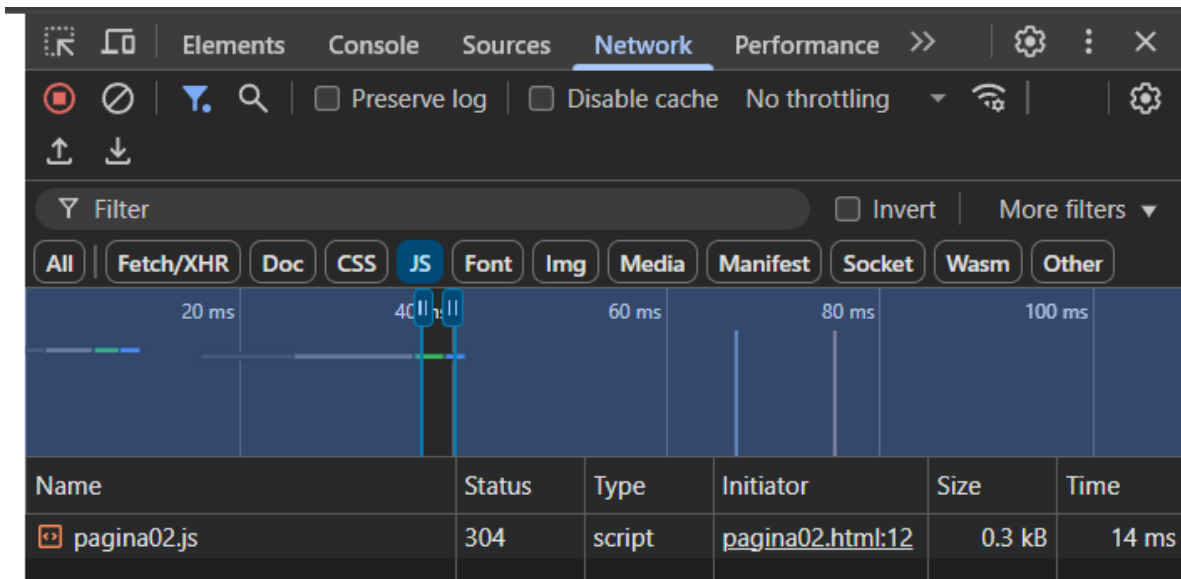 Elements Console Sources Network Performance
Preserve log Disable cache No throttling
Filter Invert More filters
All Fetch/XHR Doc CSS JS Font Img Media Manifest Socket Wasm Other
20 ms 40 60 ms 80 ms 100 ms
Name Status Type Initiator Size Time
pagina02.js 304 script pagina02.html:12 0.3 kB 14 ms